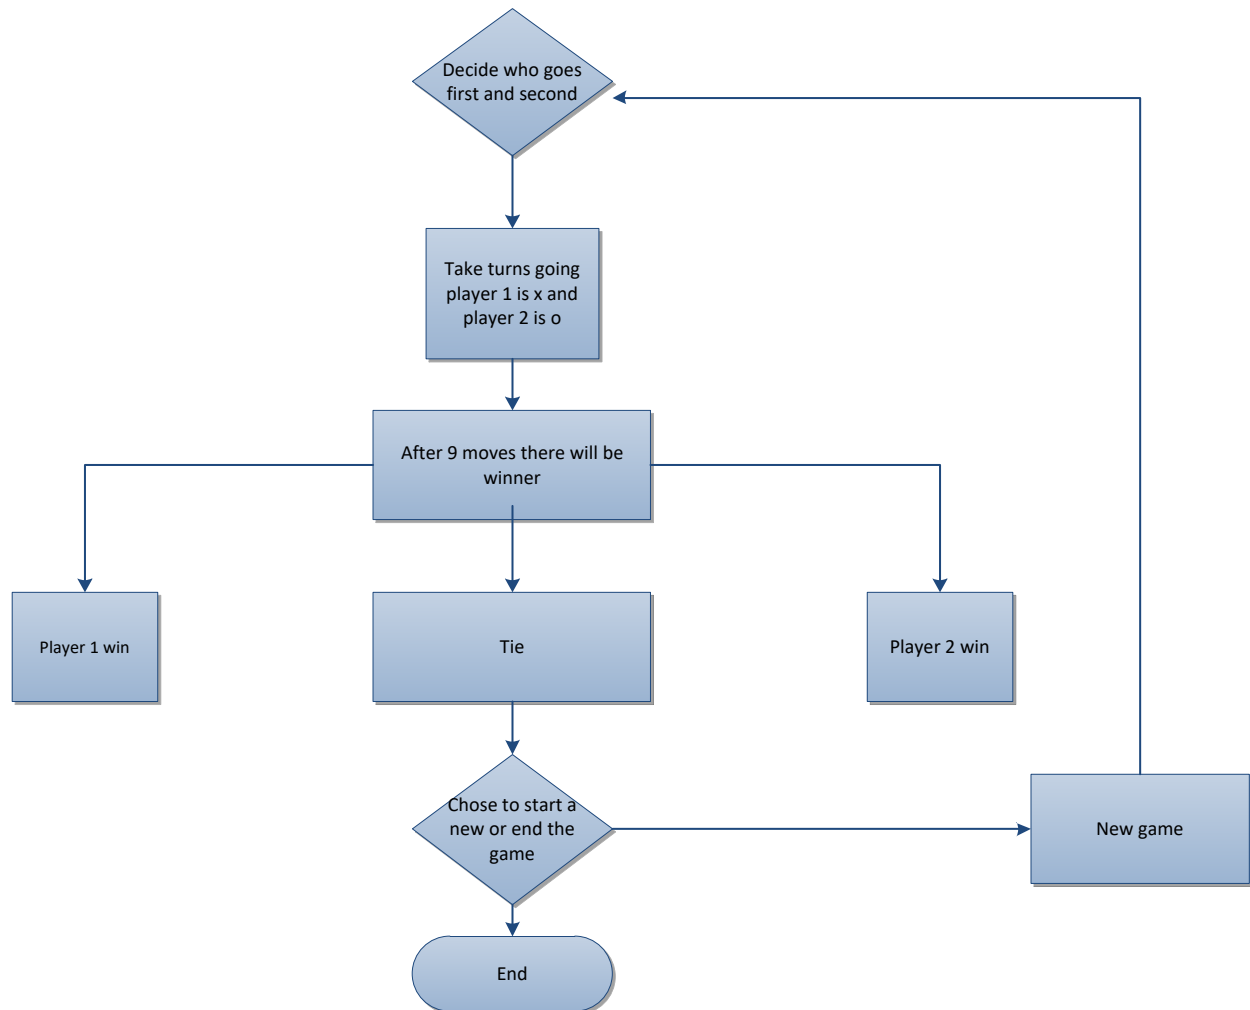 Decide who goes
first and second
Take turns going
player 1 is x and
player 2 is o
After 9 moves there will be
winner
Player 1 win
Tie
Player 2 win
Chose to start a
new or end the
game
New game
End